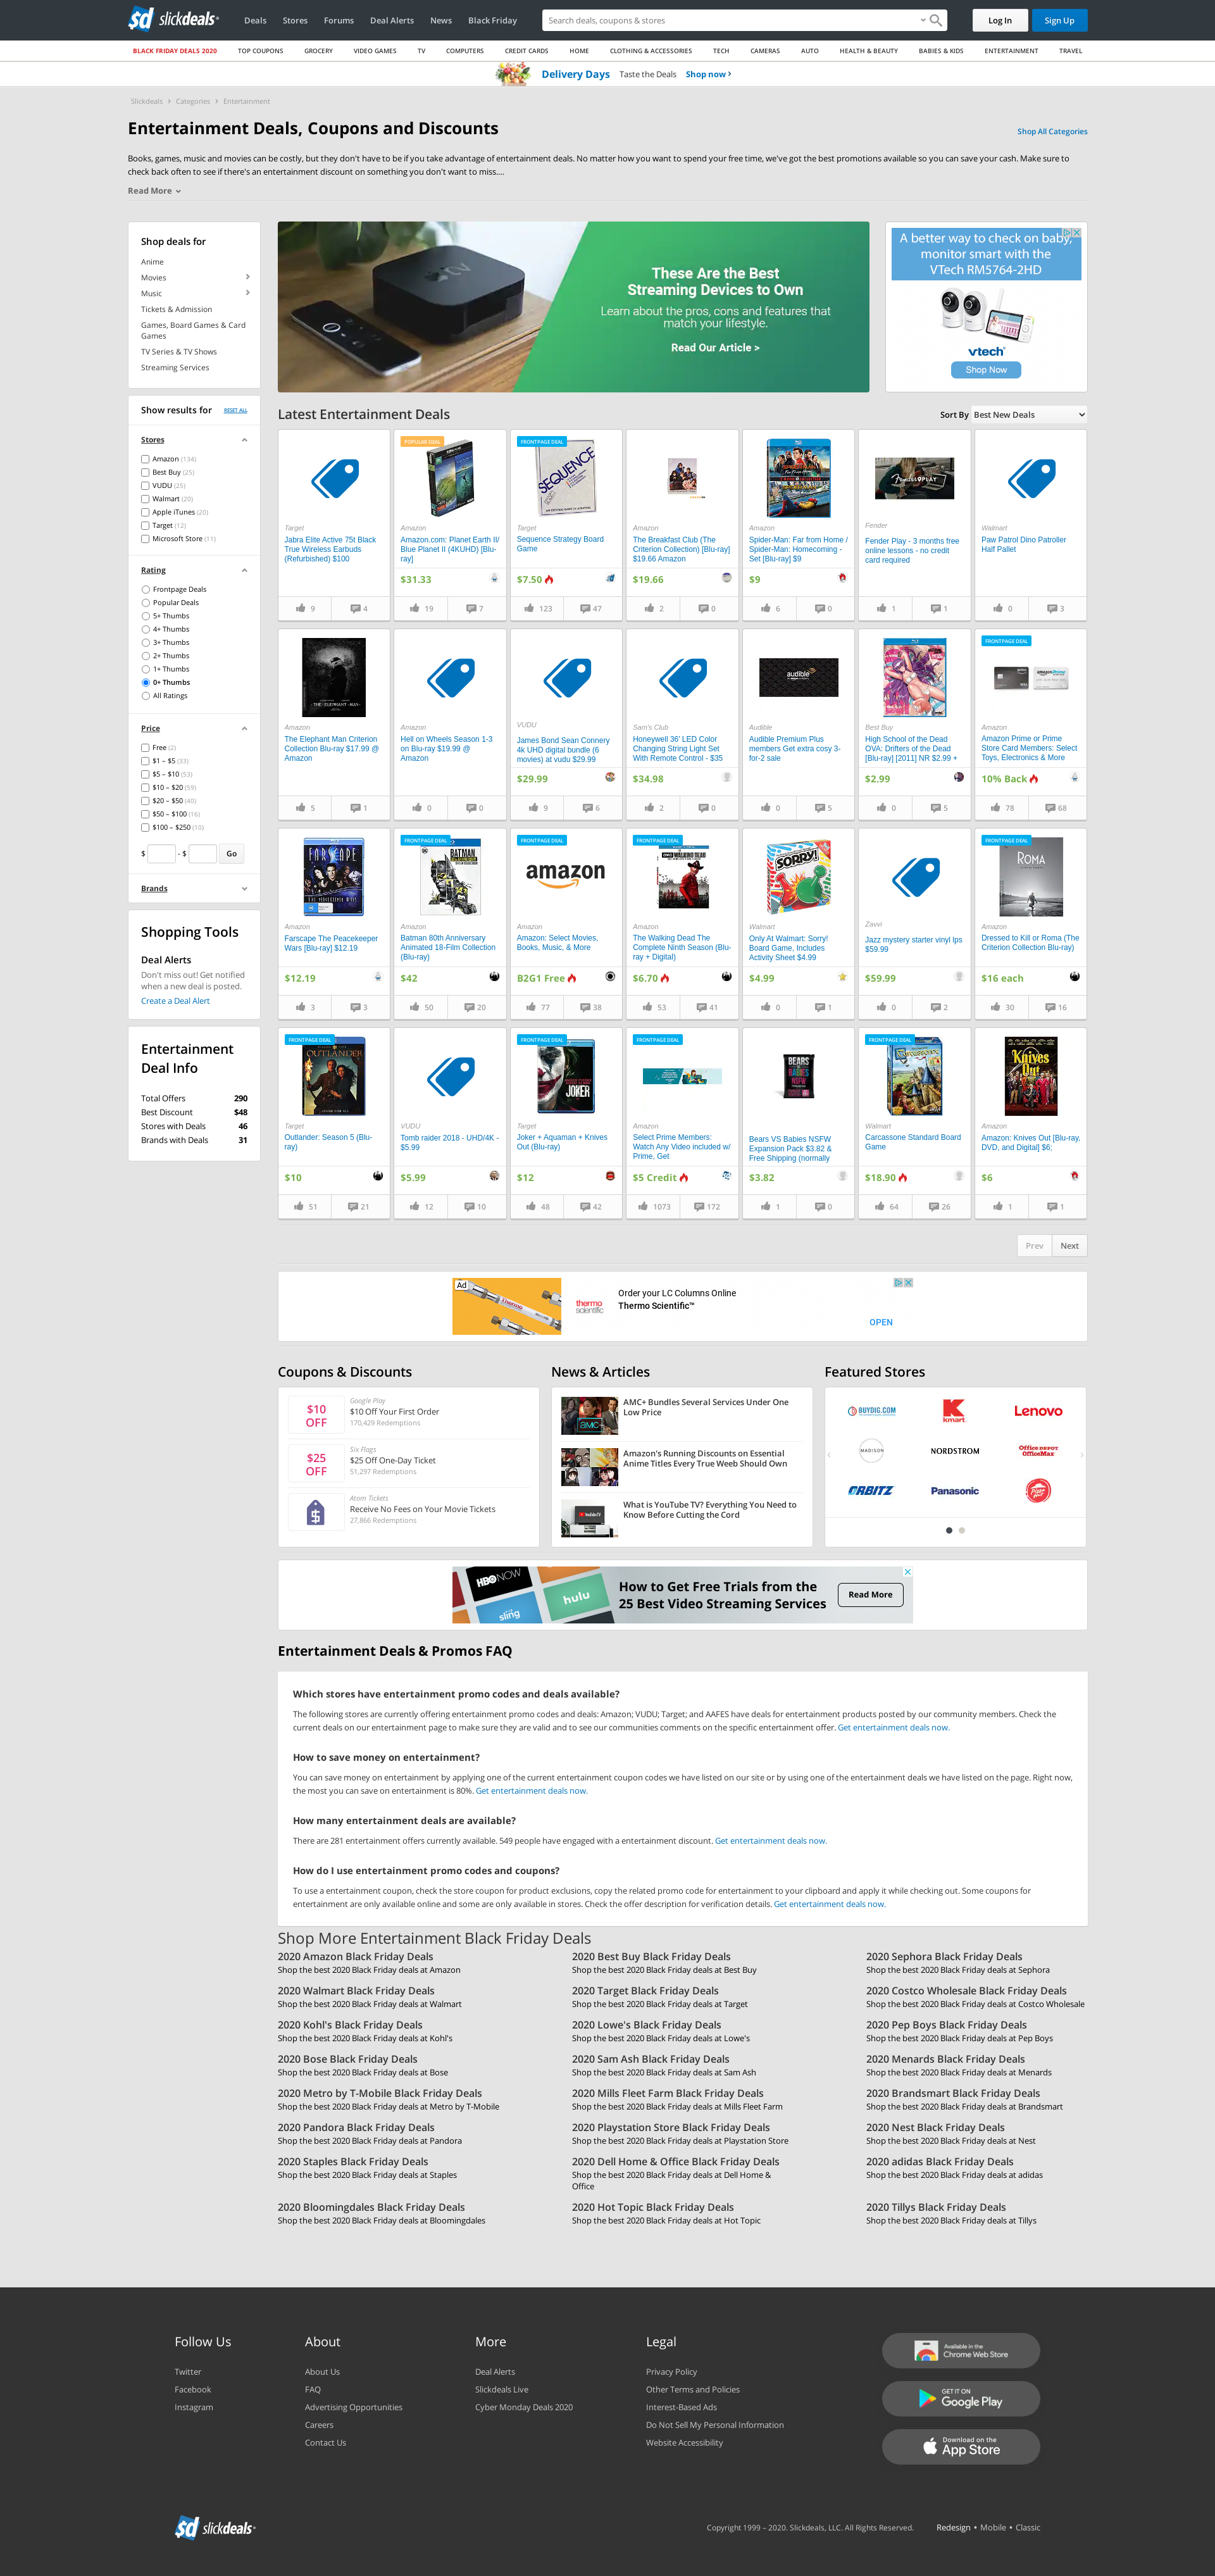 slickdeals
Deals
Stores
Forums
Deal Alerts
News
Black Friday
Search deals, coupons & stores
Log In
Sign Up
BLACK FRIDAY DEALS 2020
TOP COUPONS
GROCERY
VIDEO GAMES
TV
COMPUTERS
CREDIT CARDS
HOME
CLOTHING & ACCESSORIES
TECH
CAMERAS
AUTO
HEALTH & BEAUTY
BABIES & KIDS
ENTERTAINMENT
TRAVEL
Delivery Days Taste the Deals Shop now
Slickdeals > Categories > Entertainment
Entertainment Deals, Coupons and Discounts
Shop All Categories
Books, games, music and movies can be costly, but they don't have to be if you take advantage of entertainment deals. No matter how you want to spend your free time, we've got the best promotions available so you can save your cash. Make sure to
check back often to see if there's an entertainment discount on something you don't want to miss....
Read More
Shop deals for
Anime
Movies
Music
Tickets & Admission
Games, Board Games & Card
Games
TV Series & TV Shows
Streaming Services
Show results for
RESET ALL
Stores
Amazon (134)
Best Buy (25)
VUDU (25)
Walmart (20)
Apple iTunes (20)
Target (12)
Microsoft Store (11)
Rating
Frontpage Deals
Popular Deals
5+ Thumbs
4+ Thumbs
3+ Thumbs
2+ Thumbs
1+ Thumbs
0+ Thumbs
All Ratings
Price
Free (2)
$1 – $5 (33)
$5 – $10 (53)
$10 – $20 (59)
$20 – $50 (40)
$50 – $100 (16)
$100 – $250 (10)
$ - $ Go
Brands
Shopping Tools
Deal Alerts
Don't miss out! Get notified
when a new deal is posted.
Create a Deal Alert
Entertainment
Deal Info
Total Offers 290
Best Discount $48
Stores with Deals 46
Brands with Deals 31
These Are the Best
Streaming Devices to Own
Learn about the pros, cons and features that
match your lifestyle.
Read Our Article >
A better way to check on baby,
monitor smart with the
VTech RM5764-2HD
vtech
Shop Now
Latest Entertainment Deals
Sort By Best New Deals
Target
Jabra Elite Active 75t Black
True Wireless Earbuds
(Refurbished) $100
9 4
POPULAR DEAL
Amazon
Amazon.com: Planet Earth II/
Blue Planet II (4KUHD) [Blu-
ray]
$31.33
19 7
FRONTPAGE DEAL
SEQUENCE
Target
Sequence Strategy Board
Game
$7.50
123 47
Amazon
The Breakfast Club (The
Criterion Collection) [Blu-ray]
$19.66 Amazon
$19.66
2 0
Amazon
Spider-Man: Far from Home /
Spider-Man: Homecoming -
Set [Blu-ray] $9
$9
6 0
Fender PLAY
Fender
Fender Play - 3 months free
online lessons - no credit
card required
1 1
Walmart
Paw Patrol Dino Patroller
Half Pallet
0 3
THE ELEPHANT MAN
Amazon
The Elephant Man Criterion
Collection Blu-ray $17.99 @
Amazon
5 1
Amazon
Hell on Wheels Season 1-3
on Blu-ray $19.99 @
Amazon
0 0
VUDU
James Bond Sean Connery
4k UHD digital bundle (6
movies) at vudu $29.99
$29.99
9 6
Sam's Club
Honeywell 36' LED Color
Changing String Light Set
With Remote Control - $35
$34.98
2 0
audible
Audible
Audible Premium Plus
members Get extra cosy 3-
for-2 sale
0 5
Best Buy
High School of the Dead
OVA: Drifters of the Dead
[Blu-ray] [2011] NR $2.99 +
$2.99
0 5
FRONTPAGE DEAL
Amazon
Amazon Prime or Prime
Store Card Members: Select
Toys, Electronics & More
10% Back
78 68
FARSCAPE
Amazon
Farscape The Peacekeeper
Wars [Blu-ray] $12.19
$12.19
3 3
FRONTPAGE DEAL
BATMAN
Amazon
Batman 80th Anniversary
Animated 18-Film Collection
(Blu-ray)
$42
50 20
FRONTPAGE DEAL
amazon
Amazon
Amazon: Select Movies,
Books, Music, & More
B2G1 Free
77 38
FRONTPAGE DEAL
WALKING DEAD
Amazon
The Walking Dead The
Complete Ninth Season (Blu-
ray + Digital)
$6.70
53 41
SORRY!
Walmart
Only At Walmart: Sorry!
Board Game, Includes
Activity Sheet $4.99
$4.99
0 1
Zavvi
Jazz mystery starter vinyl lps
$59.99
$59.99
0 2
FRONTPAGE DEAL
ROMA
Amazon
Dressed to Kill or Roma (The
Criterion Collection Blu-ray)
$16 each
30 16
FRONTPAGE DEAL
OUTLANDER
Target
Outlander: Season 5 (Blu-
ray)
$10
51 21
VUDU
Tomb raider 2018 - UHD/4K -
$5.99
$5.99
12 10
FRONTPAGE DEAL
JOKER
Target
Joker + Aquaman + Knives
Out (Blu-ray)
$12
48 42
FRONTPAGE DEAL
Amazon
Select Prime Members:
Watch Any Video included w/
Prime, Get
$5 Credit
1073 172
BEARS
VS
BABIES
NSFW
Bears VS Babies NSFW
Expansion Pack $3.82 &
Free Shipping (normally
$3.82
1 0
FRONTPAGE DEAL
Carcassonne
Walmart
Carcassone Standard Board
Game
$18.90
64 26
Knives
Out
Amazon
Amazon: Knives Out [Blu-ray,
DVD, and Digital] $6;
$6
1 1
Prev Next
Ad
thermo
scientific
Order your LC Columns Online
Thermo Scientific™
OPEN
Coupons & Discounts
$10
OFF
Google Play
$10 Off Your First Order
170,429 Redemptions
$25
OFF
Six Flags
$25 Off One-Day Ticket
51,297 Redemptions
Atom Tickets
Receive No Fees on Your Movie Tickets
27,866 Redemptions
News & Articles
AMC+ Bundles Several Services Under One
Low Price
Amazon's Running Discounts on Essential
Anime Titles Every True Weeb Should Own
What is YouTube TV? Everything You Need to
Know Before Cutting the Cord
Featured Stores
BUYDIG.COM
kmart
Lenovo
MADISON
NORDSTROM
Office DEPOT
OfficeMax
ORBITZ
Panasonic
Pizza Hut
HBO NOW
sling
hulu
How to Get Free Trials from the
25 Best Video Streaming Services
Read More
Entertainment Deals & Promos FAQ
Which stores have entertainment promo codes and deals available?
The following stores are currently offering entertainment promo codes and deals: Amazon; VUDU; Target; and AAFES have deals for entertainment products posted by our community members. Check the
current deals on our entertainment page to make sure they are valid and to see our communities comments on the specific entertainment offer. Get entertainment deals now.
How to save money on entertainment?
You can save money on entertainment by applying one of the current entertainment coupon codes we have listed on our site or by using one of the entertainment deals we have listed on the page. Right now,
the most you can save on entertainment is 80%. Get entertainment deals now.
How many entertainment deals are available?
There are 281 entertainment offers currently available. 549 people have engaged with a entertainment discount. Get entertainment deals now.
How do I use entertainment promo codes and coupons?
To use a entertainment coupon, check the store coupon for product exclusions, copy the related promo code for entertainment to your clipboard and apply it while checking out. Some coupons for
entertainment are only available online and some are only available in stores. Check the offer description for verification details. Get entertainment deals now.
Shop More Entertainment Black Friday Deals
2020 Amazon Black Friday Deals
Shop the best 2020 Black Friday deals at Amazon
2020 Best Buy Black Friday Deals
Shop the best 2020 Black Friday deals at Best Buy
2020 Sephora Black Friday Deals
Shop the best 2020 Black Friday deals at Sephora
2020 Walmart Black Friday Deals
Shop the best 2020 Black Friday deals at Walmart
2020 Target Black Friday Deals
Shop the best 2020 Black Friday deals at Target
2020 Costco Wholesale Black Friday Deals
Shop the best 2020 Black Friday deals at Costco Wholesale
2020 Kohl's Black Friday Deals
Shop the best 2020 Black Friday deals at Kohl's
2020 Lowe's Black Friday Deals
Shop the best 2020 Black Friday deals at Lowe's
2020 Pep Boys Black Friday Deals
Shop the best 2020 Black Friday deals at Pep Boys
2020 Bose Black Friday Deals
Shop the best 2020 Black Friday deals at Bose
2020 Sam Ash Black Friday Deals
Shop the best 2020 Black Friday deals at Sam Ash
2020 Menards Black Friday Deals
Shop the best 2020 Black Friday deals at Menards
2020 Metro by T-Mobile Black Friday Deals
Shop the best 2020 Black Friday deals at Metro by T-Mobile
2020 Mills Fleet Farm Black Friday Deals
Shop the best 2020 Black Friday deals at Mills Fleet Farm
2020 Brandsmart Black Friday Deals
Shop the best 2020 Black Friday deals at Brandsmart
2020 Pandora Black Friday Deals
Shop the best 2020 Black Friday deals at Pandora
2020 Playstation Store Black Friday Deals
Shop the best 2020 Black Friday deals at Playstation Store
2020 Nest Black Friday Deals
Shop the best 2020 Black Friday deals at Nest
2020 Staples Black Friday Deals
Shop the best 2020 Black Friday deals at Staples
2020 Dell Home & Office Black Friday Deals
Shop the best 2020 Black Friday deals at Dell Home &
Office
2020 adidas Black Friday Deals
Shop the best 2020 Black Friday deals at adidas
2020 Bloomingdales Black Friday Deals
Shop the best 2020 Black Friday deals at Bloomingdales
2020 Hot Topic Black Friday Deals
Shop the best 2020 Black Friday deals at Hot Topic
2020 Tillys Black Friday Deals
Shop the best 2020 Black Friday deals at Tillys
Follow Us
Twitter
Facebook
Instagram
About
About Us
FAQ
Advertising Opportunities
Careers
Contact Us
More
Deal Alerts
Slickdeals Live
Cyber Monday Deals 2020
Legal
Privacy Policy
Other Terms and Policies
Interest-Based Ads
Do Not Sell My Personal Information
Website Accessibility
Available in the
Chrome Web Store
GET IT ON
Google Play
Download on the
App Store
slickdeals
Copyright 1999 – 2020. Slickdeals, LLC. All Rights Reserved.
Redesign • Mobile • Classic